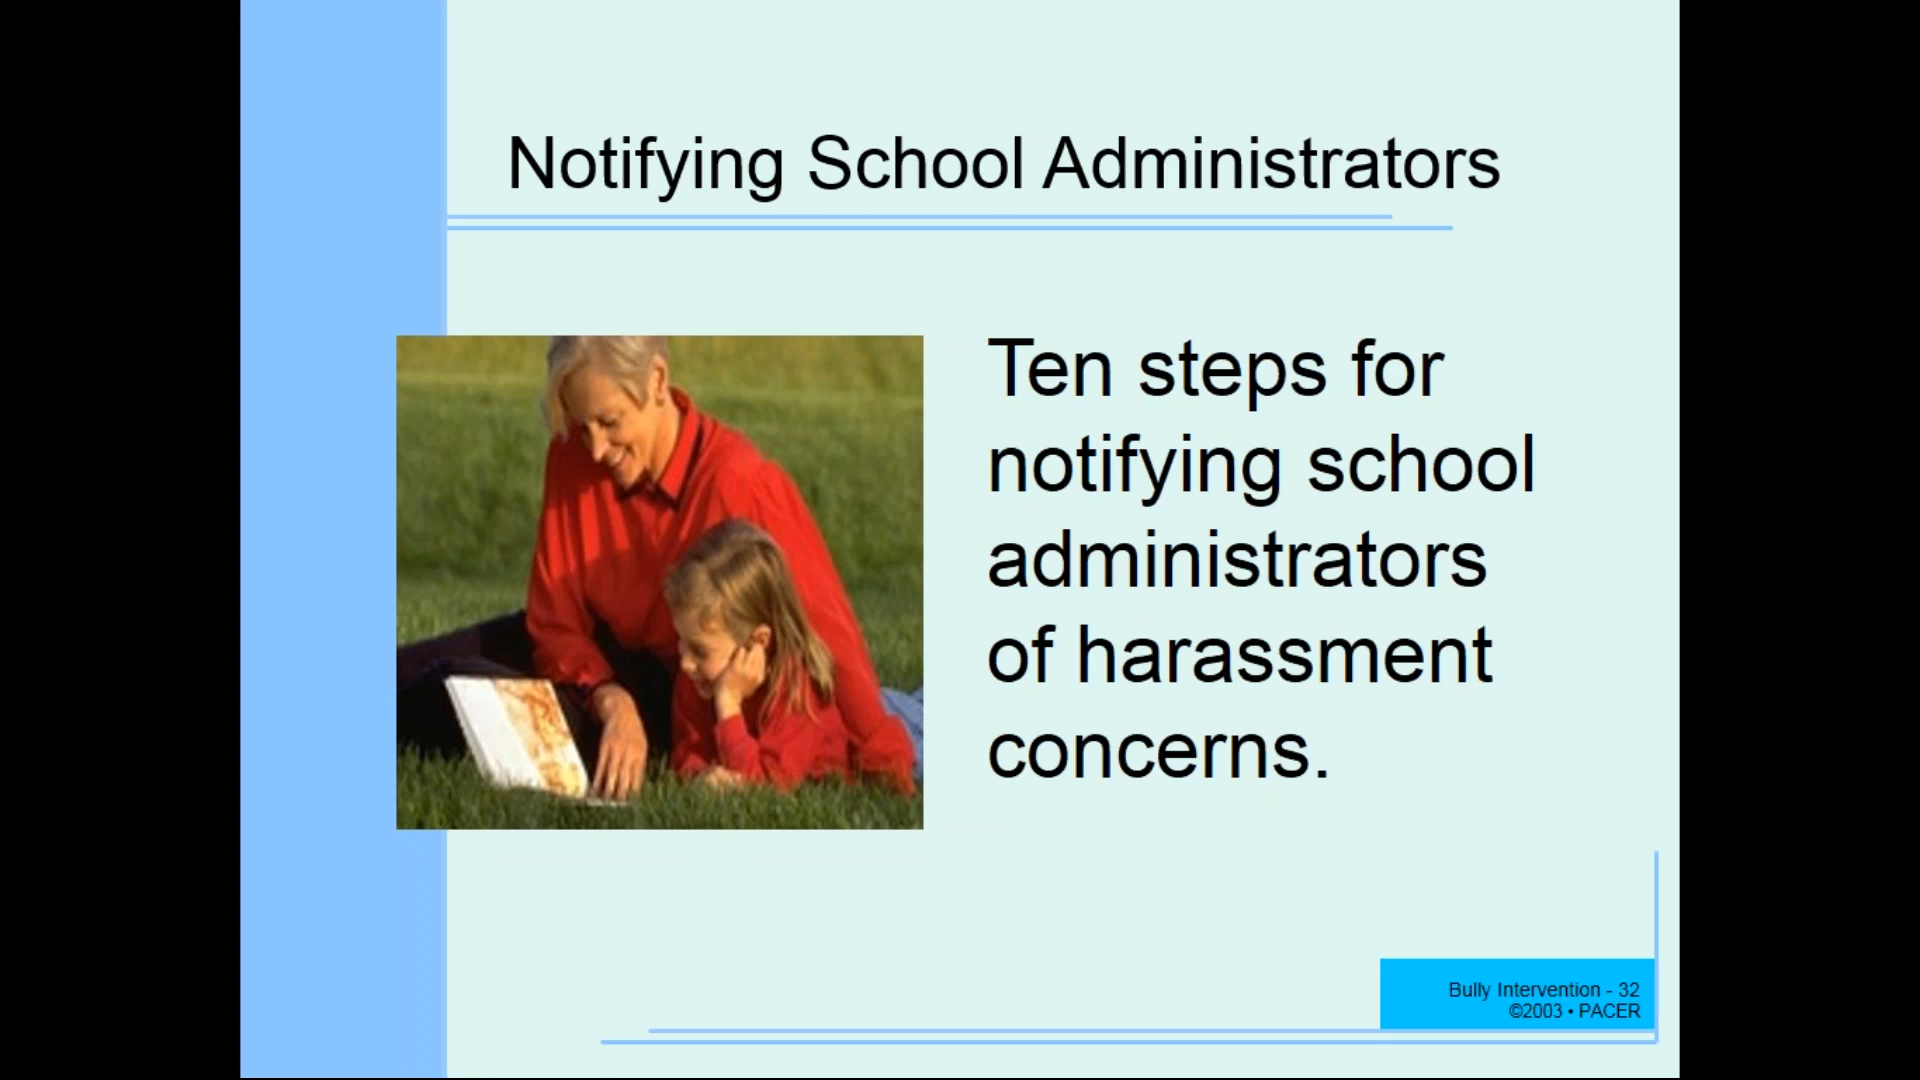 Notifying School Administrators
Ten steps for
notifying school
administrators
of harassment
concerns.
Bully Intervention - 32
©2003 • PACER